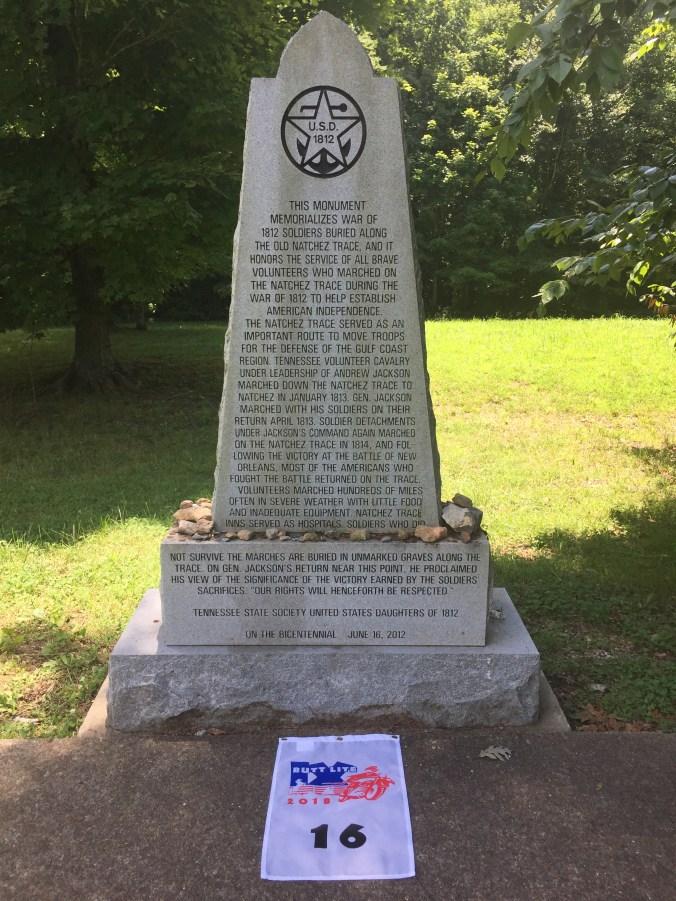 U.S.D.
1812
THIS MONUMENT
MEMORIALIZES WAR OF
1812 SOLDIERS BURIED ALONG
THE OLD NATCHEZ TRACE, AND IT
HONORS THE SERVICE OF ALL BRAVE
VOLUNTEERS WHO MARCHED ON
THE NATCHEZ TRACE DURING THE
WAR OF 1812 TO HELP ESTABLISH
AMERICAN INDEPENDENCE.
THE NATCHEZ TRACE SERVED AS AN
IMPORTANT ROUTE TO MOVE TROOPS
FOR THE DEFENSE OF THE GULF COAST
REGION. TENNESSEE VOLUNTEER CAVALRY
UNDER LEADERSHIP OF ANDREW JACKSON
MARCHED DOWN THE NATCHEZ TRACE TO
NATCHEZ IN JANUARY 1813. GEN. JACKSON
MARCHED WITH HIS SOLDIERS ON THEIR
RETURN APRIL 1813. SOLDIER DETACHMENTS
UNDER JACKSON'S COMMAND AGAIN MARCHED
ON THE NATCHEZ TRACE IN 1814, AND FOL-
LOWING THE VICTORY AT THE BATTLE OF NEW
ORLEANS, MOST OF THE AMERICANS WHO
FOUGHT THE BATTLE RETURNED ON THE TRACE.
VOLUNTEERS MARCHED HUNDREDS OF MILES
OFTEN IN SEVERE WEATHER WITH LITTLE FOOD
AND INADEQUATE EQUIPMENT. NATCHEZ TRACE
INNS SERVED AS HOSPITALS. SOLDIERS WHO DID
NOT SURVIVE THE MARCHES ARE BURIED IN UNMARKED GRAVES ALONG THE
TRACE. ON GEN. JACKSON'S RETURN NEAR THIS POINT, HE PROCLAIMED
HIS VIEW OF THE SIGNIFICANCE OF THE VICTORY EARNED BY THE SOLDIERS'
SACRIFICES. "OUR RIGHTS WILL HENCEFORTH BE RESPECTED."
TENNESSEE STATE SOCIETY UNITED STATES DAUGHTERS OF 1812
ON THE BICENTENNIAL JUNE 16, 2012
BUTT LITE
IX
2018
16